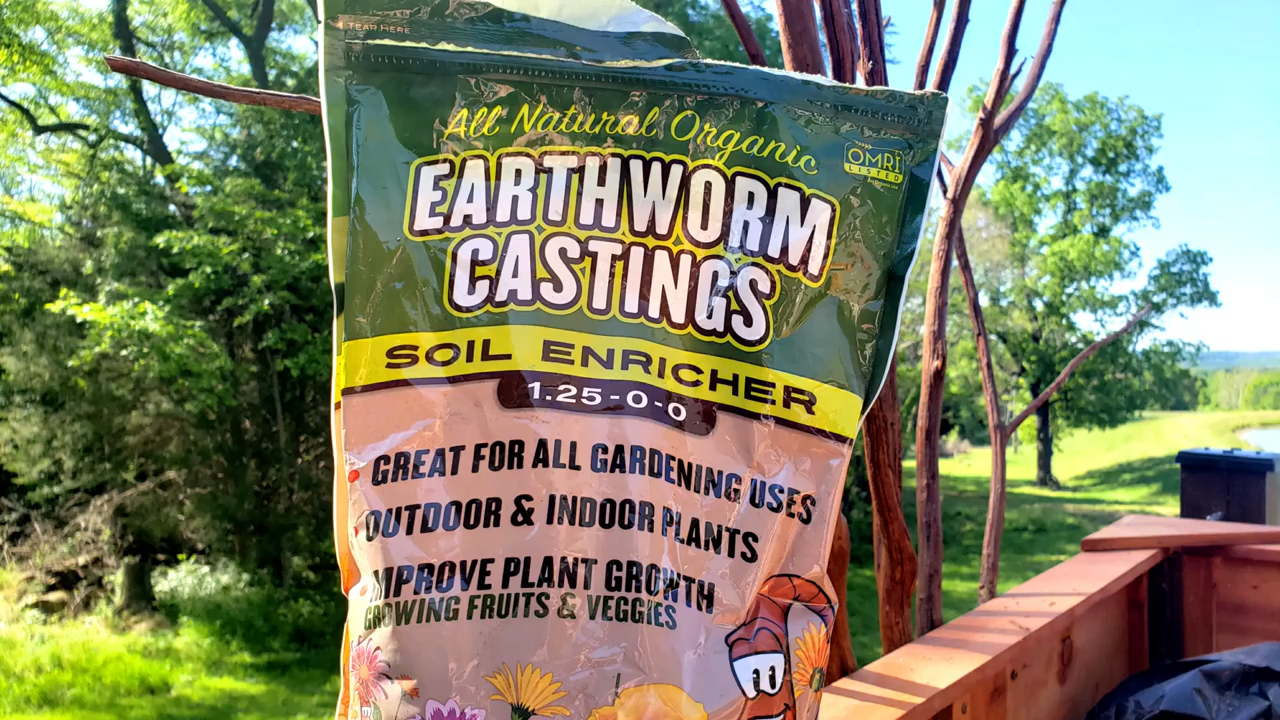 TEAR HERE
All Natural Organic
OMRI
LISTED
EARTHWORM
CASTINGS
SOIL ENRICHER
1.25-0-0
GREAT FOR ALL GARDENING USES
OUTDOOR & INDOOR PLANTS
IMPROVE PLANT GROWTH
GROWING FRUITS & VEGGIES